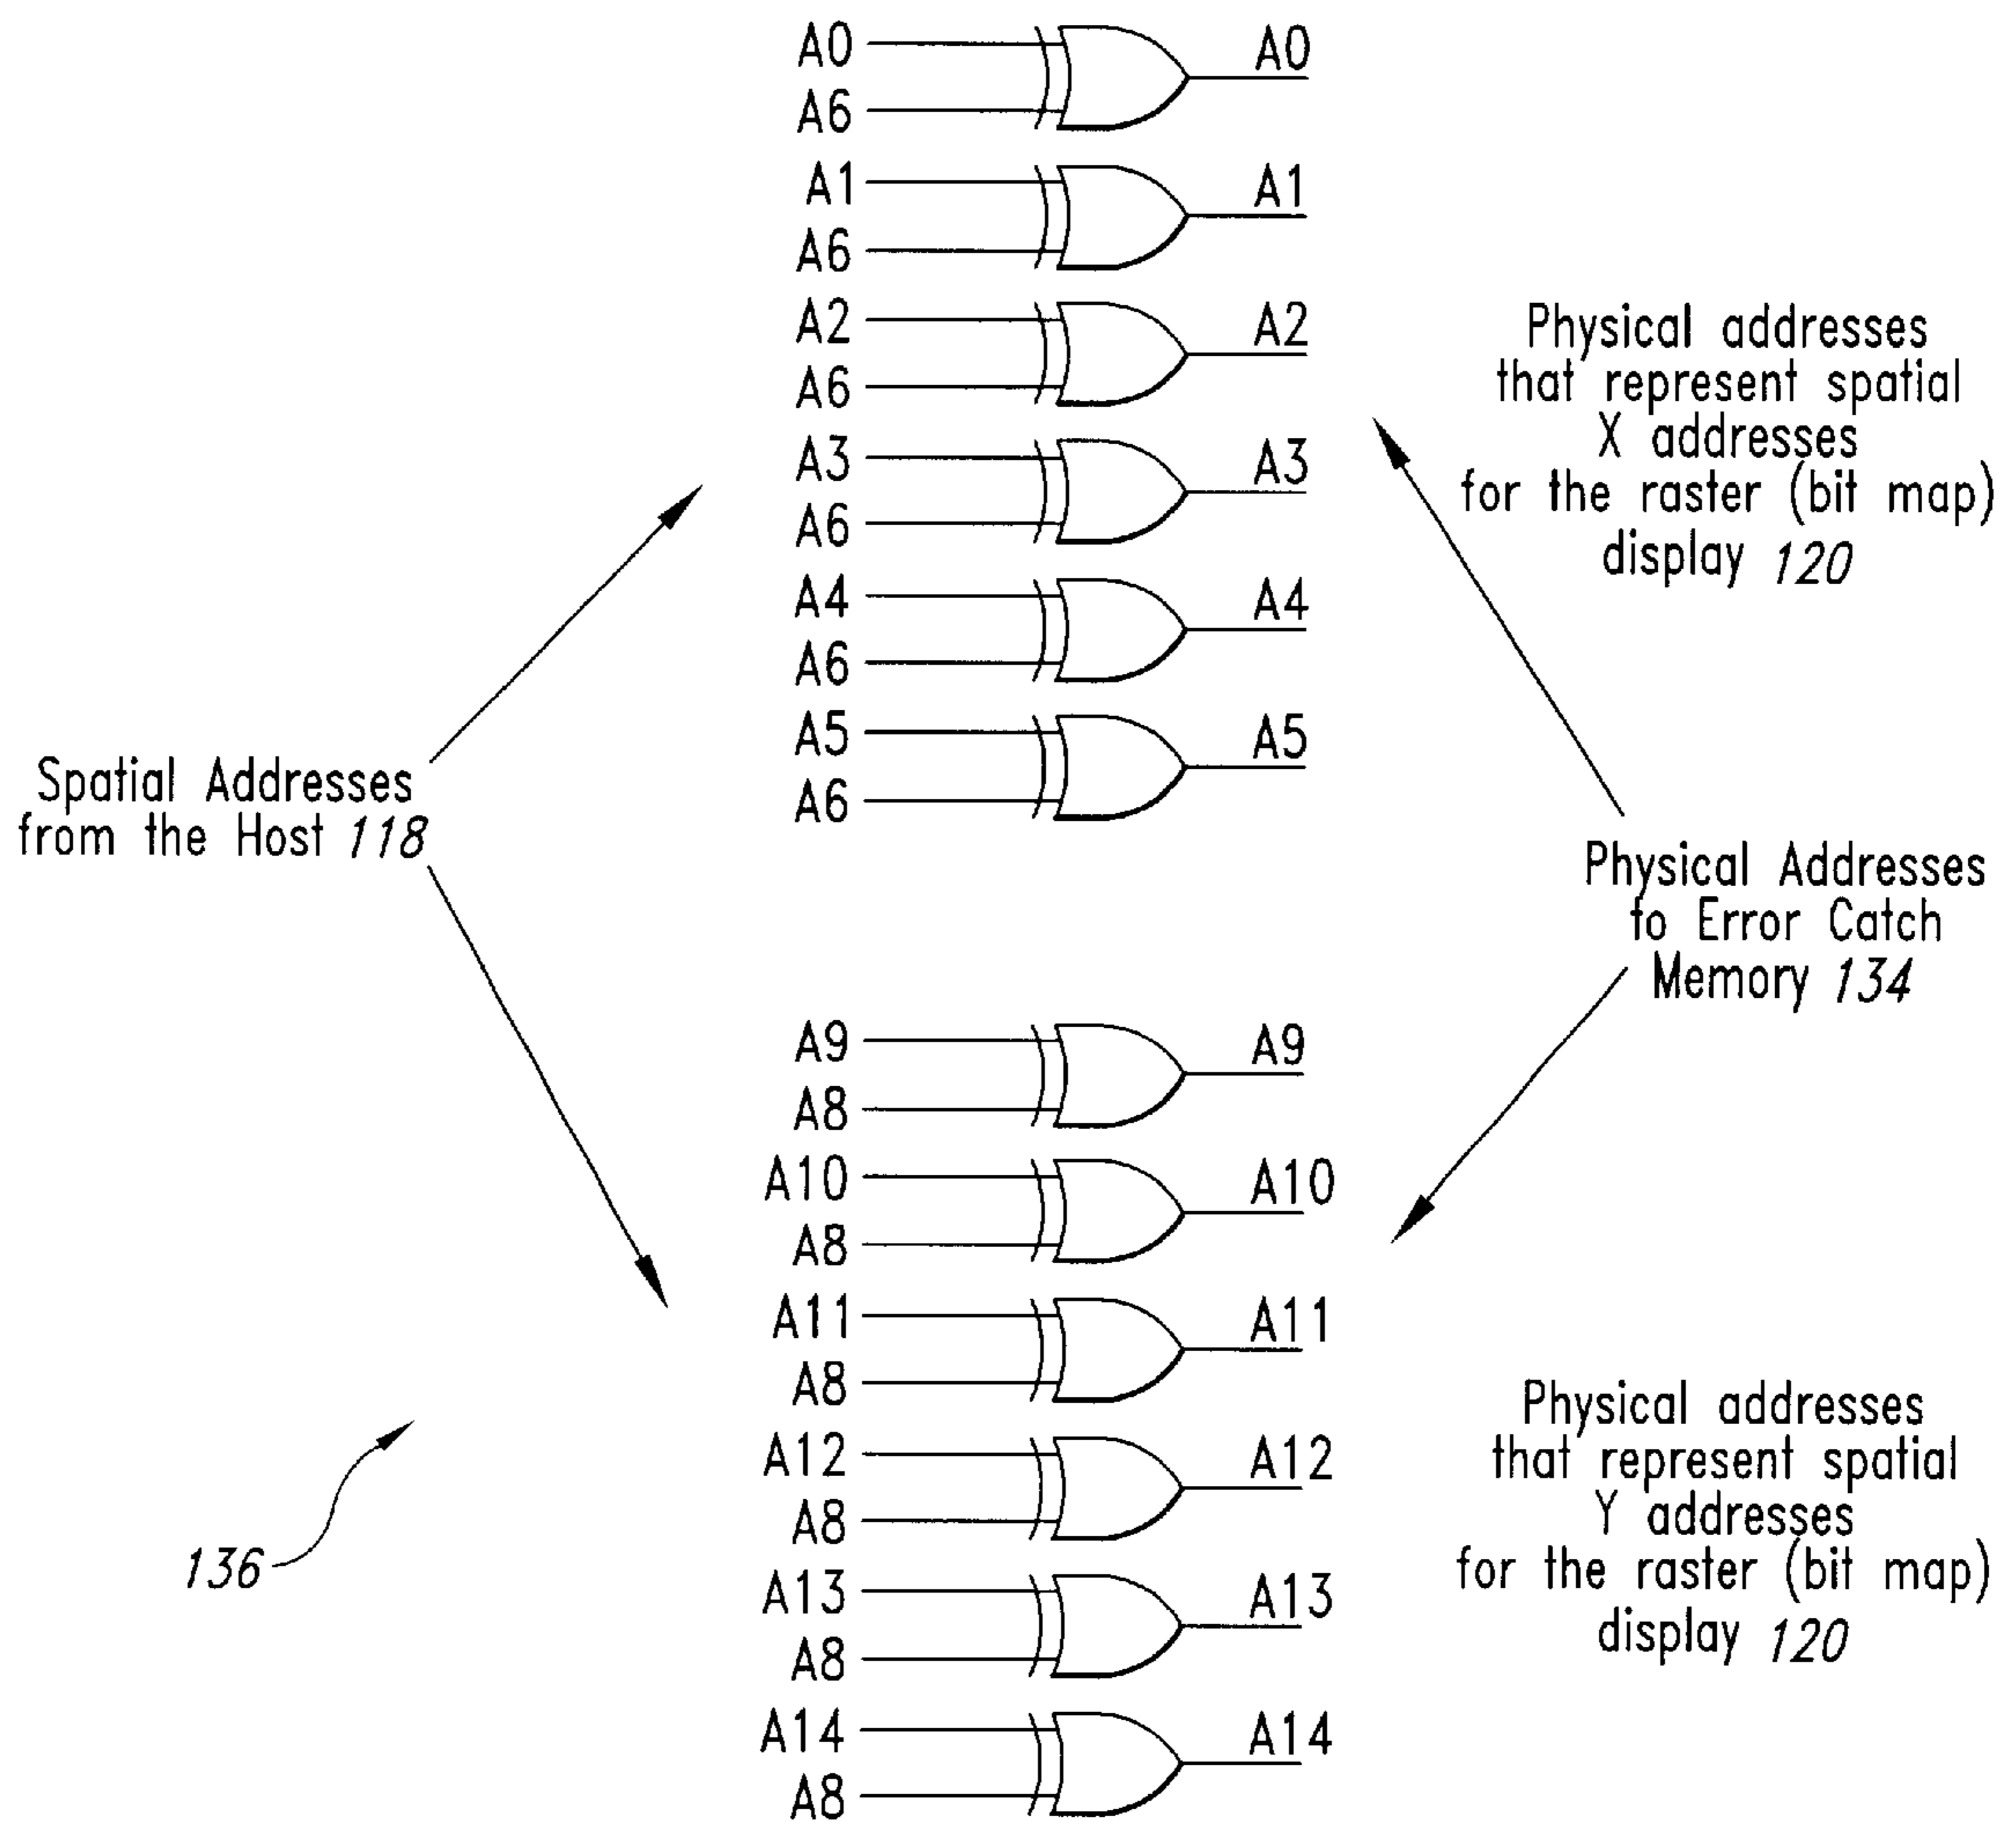 A0
A6
A0
A1
A6
A1
A2
A6
A2
A3
A6
A3
A4
A6
A4
A5
A6
A5
Physical addresses
that represent spatial
X addresses
for the raster (bit map)
display 120
Spatial Addresses
from the Host 118
Physical Addresses
to Error Catch
Memory 134
A9
A8
A9
A10
A8
A10
A11
A8
A11
A12
A8
A12
A13
A8
A13
A14
A8
A14
Physical addresses
that represent spatial
Y addresses
for the raster (bit map)
display 120
136